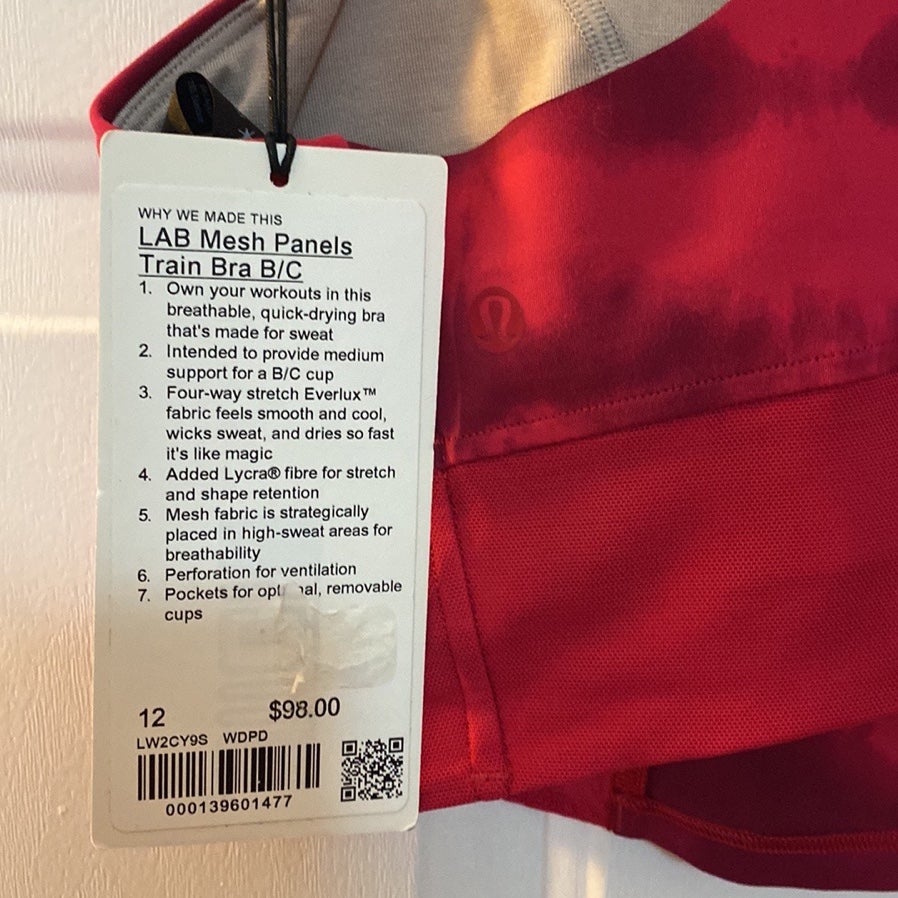 WHY WE MADE THIS
LAB Mesh Panels
Train Bra B/C
1. Own your workouts in this
breathable, quick-drying bra
that's made for sweat
2. Intended to provide medium
support for a B/C cup
3. Four-way stretch Everlux™
fabric feels smooth and cool,
wicks sweat, and dries so fast
it's like magic
4. Added Lycra® fibre for stretch
and shape retention
5. Mesh fabric is strategically
placed in high-sweat areas for
breathability
6. Perforation for ventilation
7. Pockets for removable
cups
12 $98.00
LW2CY9S WDPD
000139601477